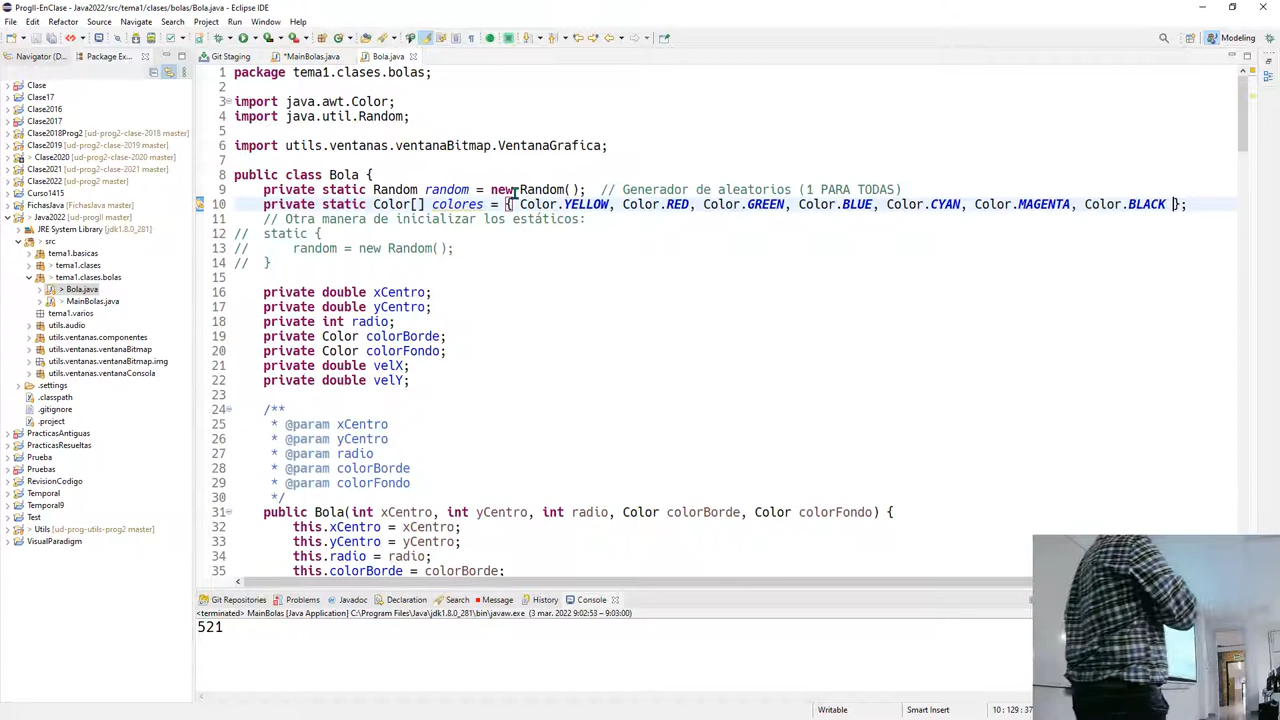 ProgII-EnClase - Java2022/src/tema1/clases/bolas/Bola.java - Eclipse IDE
File Edit Refactor Source Navigate Search Project Run Window Help
Modeling
Navigator (D...
Package Ex...
Git Staging
*MainBolas.java
Bola.java
Clase
Clase17
Clase2016
Clase2017
Clase2018Prog2 [ud-prog2-clase-2018 master]
Clase2019 [ud-prog2-clase-2019 master]
> Clase2020 [ud-prog2-clase-2020 master]
Clase2021 [ud-prog2-clase-2021 master]
Clase2022 [ud-prog2 master]
Curso1415
> Java2022 [ud-prog2 master]
JRE System Library [jdk1.8.0_281]
> src
tema1.basicas
> tema1.clases
> tema1.clases.bolas
> Bola.java
> MainBolas.java
tema1.varios
utils.audio
utils.ventanas.componentes
utils.ventanas.ventanaBitmap
utils.ventanas.ventanaBitmap.img
utils.ventanas.ventanaConsola
.settings
.classpath
.gitignore
.project
PracticasAntiguas
PracticasResueltas
Prueba
Pruebas
RevisionCodigo
Temporal
Temporal9
Test
> Utils [ud-prog-utils-prog2 master]
VisualParadigm
1 package tema1.clases.bolas;
2
3 import java.awt.Color;
4 import java.util.Random;
5
6 import utils.ventanas.ventanaBitmap.VentanaGrafica;
7
8 public class Bola {
9 private static Random random = new Random(); // Generador de aleatorios (1 PARA TODAS)
10 private static Color[] colores = { Color.YELLOW, Color.RED, Color.GREEN, Color.BLUE, Color.CYAN, Color.MAGENTA, Color.BLACK };
11 // Otra manera de inicializar los estáticos:
12 // static {
13 // random = new Random();
14 // }
15
16 private double xCentro;
17 private double yCentro;
18 private int radio;
19 private Color colorBorde;
20 private Color colorFondo;
21 private double velX;
22 private double velY;
23
24 /**
25 * @param xCentro
26 * @param yCentro
27 * @param radio
28 * @param colorBorde
29 * @param colorFondo
30 */
31 public Bola(int xCentro, int yCentro, int radio, Color colorBorde, Color colorFondo) {
32 this.xCentro = xCentro;
33 this.yCentro = yCentro;
34 this.radio = radio;
35 this.colorBorde = colorBorde;
Git Repositories
Problems
Javadoc
Declaration
Search
Message
History
Console
<terminated> MainBolas [Java Application] C:\Program Files\Java\jdk1.8.0_281\bin\javaw.exe (3 mar. 2022 9:02:53 – 9:03:00)
521
Writable
Smart Insert
10 : 129 : 37